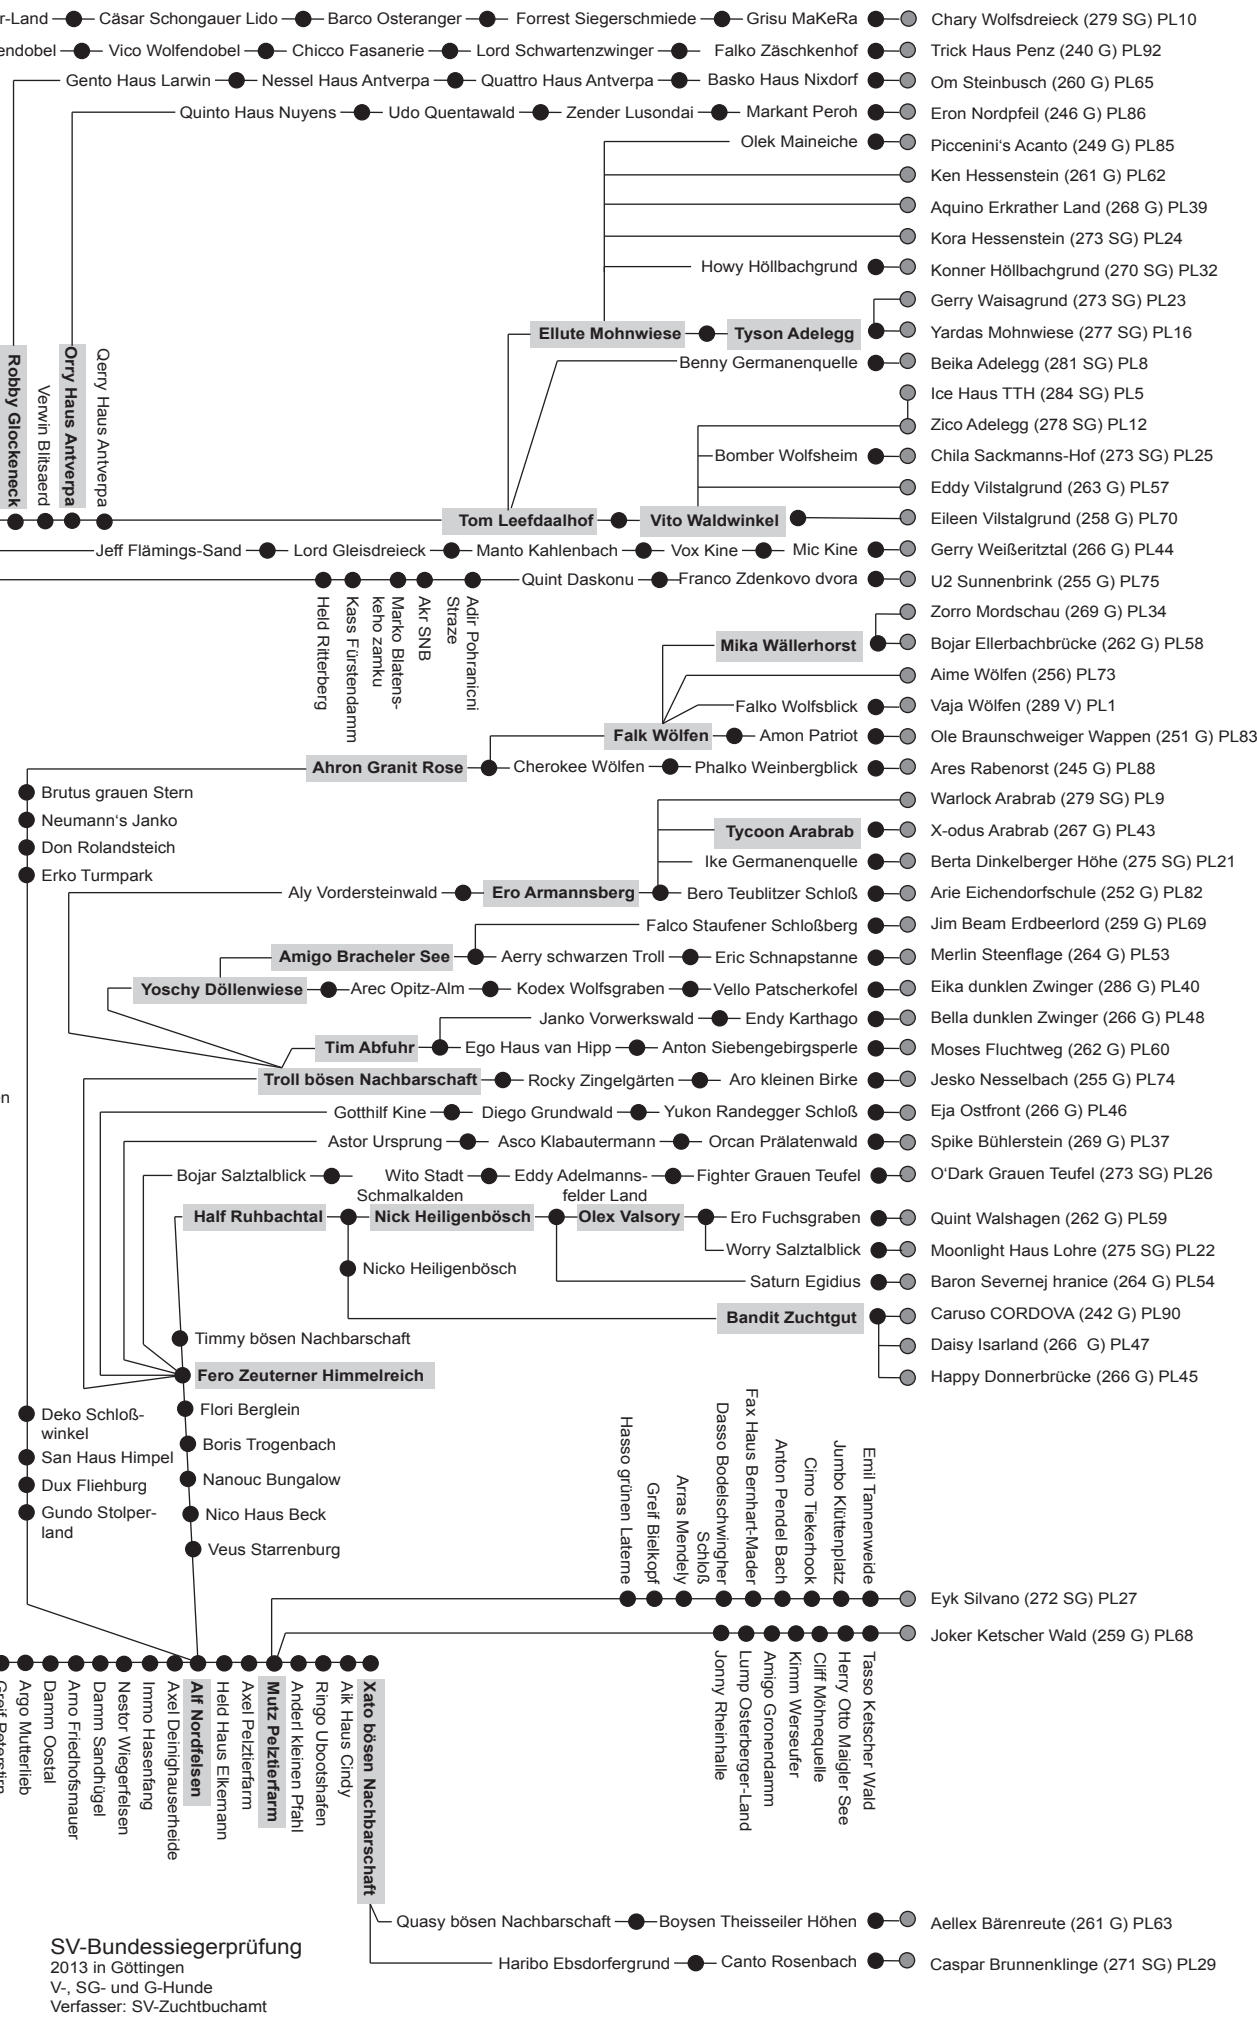 r-Land Cäsar Schongauer Lido Barco Osteranger Forrest Siegerschmiede Grisu MaKeRa Chary Wolfsdreieck (279 SG) PL10
endobel Vico Wolfendobel Chicco Fasanerie Lord Schwartenzwinger Falko Zäschkenhof Trick Haus Penz (240 G) PL92
Gento Haus Larwin Nessel Haus Antverpa Quattro Haus Antverpa Basko Haus Nixdorf Om Steinbusch (260 G) PL65
Quinto Haus Nuyens Udo Quentawald Zender Lusondai Markant Peroh Eron Nordpfeil (246 G) PL86
Olek Maineiche Piccenini‘s Acanto (249 G) PL85
Ken Hessenstein (261 G) PL62
Aquino Erkrather Land (268 G) PL39
Kora Hessenstein (273 SG) PL24
Howy Höllbachgrund Konner Höllbachgrund (270 SG) PL32
Gerry Waisagrund (273 SG) PL23
Ellute Mohnwiese Tyson Adelegg Yardas Mohnwiese (277 SG) PL16
Benny Germanenquelle Beika Adelegg (281 SG) PL8
Ice Haus TTH (284 SG) PL5
Zico Adelegg (278 SG) PL12
Bomber Wolfsheim Chila Sackmanns-Hof (273 SG) PL25
Eddy Vilstalgrund (263 G) PL57
Robby Glockeneck
Verwin Blitsaerd
Orry Haus Antverpa
Qerry Haus Antverpa
Tom Leefdaalhof Vito Waldwinkel Eileen Vilstalgrund (258 G) PL70
Jeff Flämings-Sand Lord Gleisdreieck Manto Kahlenbach Vox Kine Mic Kine Gerry Weißeritztal (266 G) PL44
Quint Daskonu Franco Zdenkovo dvora U2 Sunnenbrink (255 G) PL75
Held Ritterberg
Kass Fürstendamm
Marko Blatens-
keho zamku
Akr SNB
Adir Pohranicni
Straze
Zorro Mordschau (269 G) PL34
Mika Wällerhorst Bojar Ellerbachbrücke (262 G) PL58
Aime Wölfen (256) PL73
Falko Wolfsblick Vaja Wölfen (289 V) PL1
Falk Wölfen Amon Patriot Ole Braunschweiger Wappen (251 G) PL83
Ahron Granit Rose Cherokee Wölfen Phalko Weinbergblick Ares Rabenorst (245 G) PL88
Brutus grauen Stern
Neumann‘s Janko
Don Rolandsteich
Erko Turmpark
Warlock Arabrab (279 SG) PL9
Tycoon Arabrab X-odus Arabrab (267 G) PL43
Ike Germanenquelle Berta Dinkelberger Höhe (275 SG) PL21
Aly Vordersteinwald Ero Armannsberg Bero Teublitzer Schloß Arie Eichendorfschule (252 G) PL82
Falco Staufener Schloßberg Jim Beam Erdbeerlord (259 G) PL69
Amigo Bracheler See Aerry schwarzen Troll Eric Schnapstanne Merlin Steenflage (264 G) PL53
Yoschy Döllenwiese Arec Opitz-Alm Kodex Wolfsgraben Vello Patscherkofel Eika dunklen Zwinger (286 G) PL40
Janko Vorwerkswald Endy Karthago Bella dunklen Zwinger (266 G) PL48
Tim Abfuhr Ego Haus van Hipp Anton Siebengebirgsperle Moses Fluchtweg (262 G) PL60
Troll bösen Nachbarschaft Rocky Zingelgärten Aro kleinen Birke Jesko Nesselbach (255 G) PL74
en
Gotthilf Kine Diego Grundwald Yukon Randegger Schloß Eja Ostfront (266 G) PL46
Astor Ursprung Asco Klabautermann Orcan Prälatenwald Spike Bühlerstein (269 G) PL37
Bojar Salztalblick Wito Stadt Eddy Adelmanns- Fighter Grauen Teufel O‘Dark Grauen Teufel (273 SG) PL26
Schmalkalden felder Land
Half Ruhbachtal Nick Heiligenbösch Olex Valsory Ero Fuchsgraben Quint Walshagen (262 G) PL59
Worry Salztalblick Moonlight Haus Lohre (275 SG) PL22
Nicko Heiligenbösch
Saturn Egidius Baron Severnej hranice (264 G) PL54
Bandit Zuchtgut Caruso CORDOVA (242 G) PL90
Daisy Isarland (266 G) PL47
Happy Donnerbrücke (266 G) PL45
Timmy bösen Nachbarschaft
Fero Zeuterner Himmelreich
Flori Berglein
Boris Trogenbach
Nanouc Bungalow
Nico Haus Beck
Veus Starrenburg
Deko Schloß-
winkel
San Haus Himpel
Dux Fliehburg
Gundo Stolper-
land
Hasso grünen Laterne
Greif Bielkopf
Arras Mendely
Dasso Bodelschwingher
Schloß
Fax Haus Bernhart-Mader
Anton Pendel Bach
Cimo Tiekerhook
Jumbo Klüttenplatz
Emil Tannenweide
Eyk Silvano (272 SG) PL27
Joker Ketscher Wald (259 G) PL68
Jonny Rheinhalle
Lump Osterberger-Land
Amigo Gronendamm
Kimm Werseufer
Cliff Möhnequelle
Herry Otto Maigler See
Tasso Ketscher Wald
Greif Peterstirn
Argo Mutterlieb
Damm Oostal
Arno Friedhofsmauer
Damm Sandhügel
Nestor Wiegerfelsen
Immo Hasenfang
Axel Deinighauserheide
Alf Nordfelsen
Held Haus Elkemann
Axel Pelztierfarm
Mutz Pelztierfarm
Anderl kleinen Pfahl
Ringo Ubootshafen
Aik Haus Cindy
Xato bösen Nachbarschaft
Quasy bösen Nachbarschaft Boysen Theisseiler Höhen Aellex Bärenreute (261 G) PL63
Haribo Ebsdorfergrund Canto Rosenbach Caspar Brunnenklinge (271 SG) PL29
SV-Bundessiegerprüfung
2013 in Göttingen
V-, SG- und G-Hunde
Verfasser: SV-Zuchtbuchamt